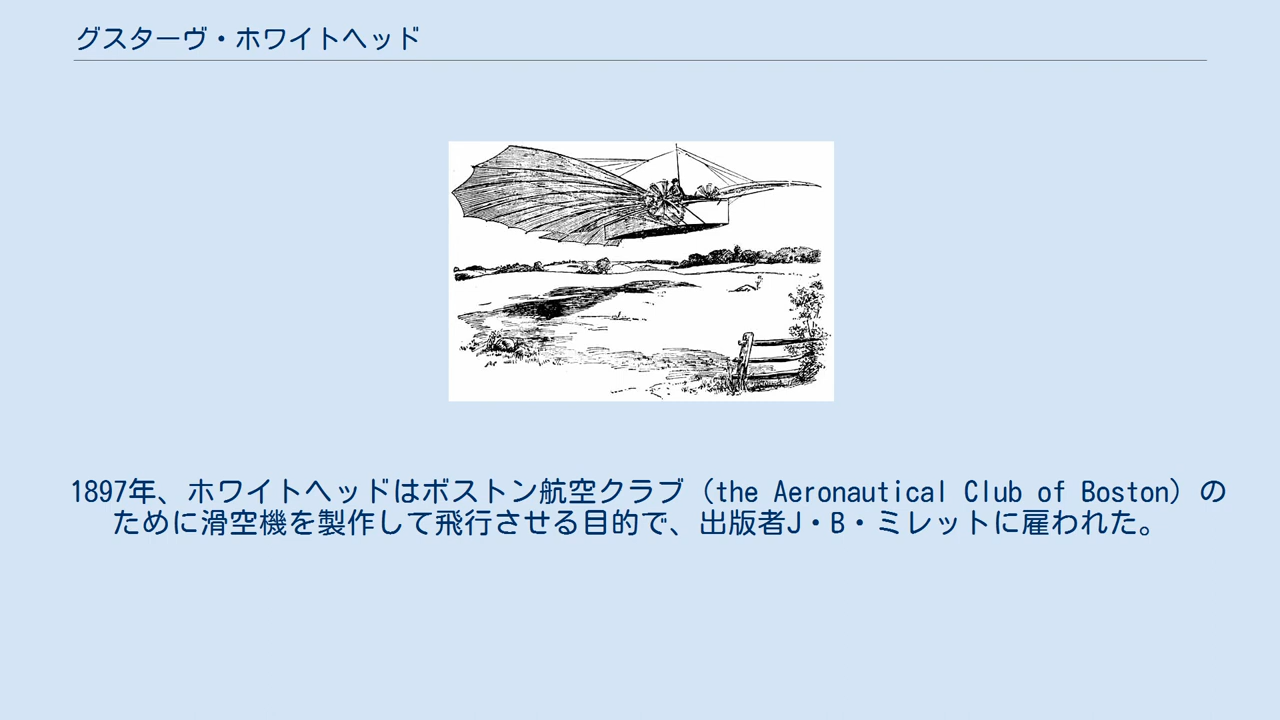 グスターヴ・ホワイトヘッド
1897年、ホワイトヘッドはボストン航空クラブ（the Aeronautical Club of Boston）の
ために滑空機を製作して飛行させる目的で、出版者J・B・ミレットに雇われた。